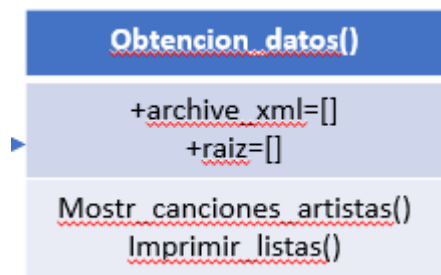 Obtencion_datos()
+archive_xml=[]
+raiz=[]
Mostr_canciones_artistas()
Imprimir_listas()